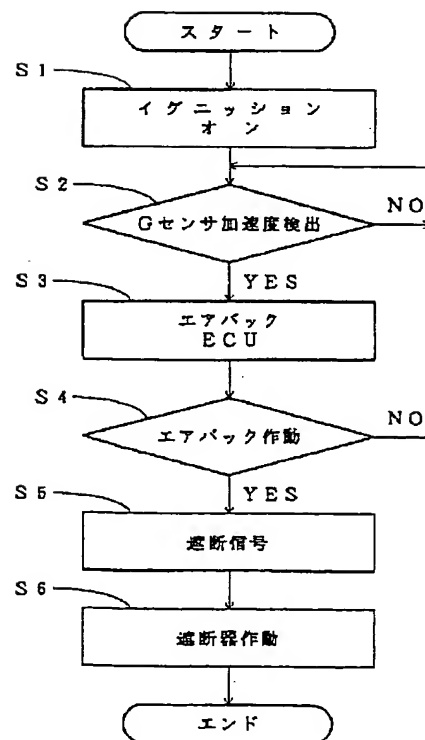 スタート
S1
イグニッション
オン
S2
Gセンサ加速度検出
NO
YES
S3
エアバック
ECU
S4
エアバック作動
NO
YES
S5
遮断信号
S6
遮断器作動
エンド